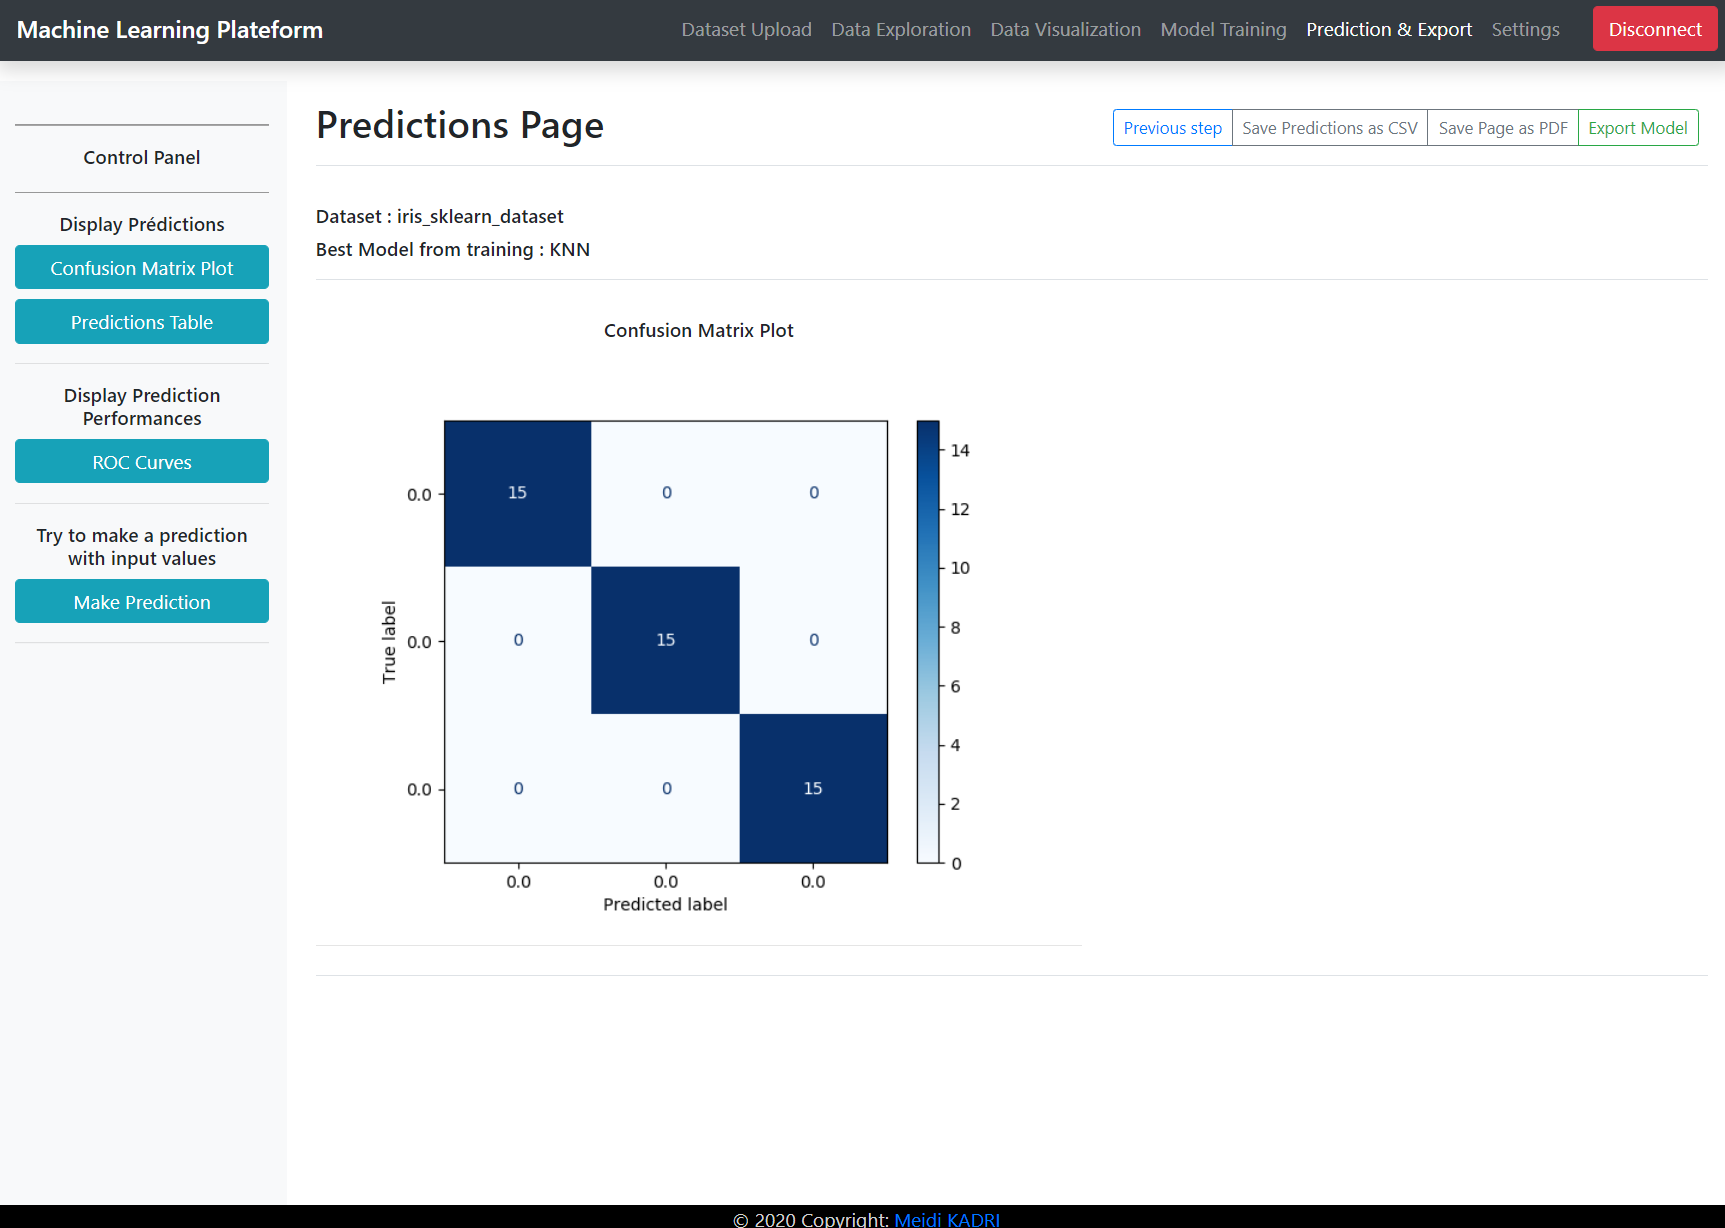 Machine Learning Plateform
Dataset Upload Data Exploration Data Visualization Model Training Prediction & Export Settings Disconnect
Control Panel
Display Prédictions
Confusion Matrix Plot
Predictions Table
Display Prediction
Performances
ROC Curves
Try to make a prediction
with input values
Make Prediction
Predictions Page
Previous step Save Predictions as CSV Save Page as PDF Export Model
Dataset : iris_sklearn_dataset
Best Model from training : KNN
Confusion Matrix Plot
True label
0.0 15 0 0
0.0 0 15 0
0.0 0 0 15
0.0 0.0 0.0
Predicted label
14
12
10
8
6
4
2
0
© 2020 Copyright: Meidi KADRI